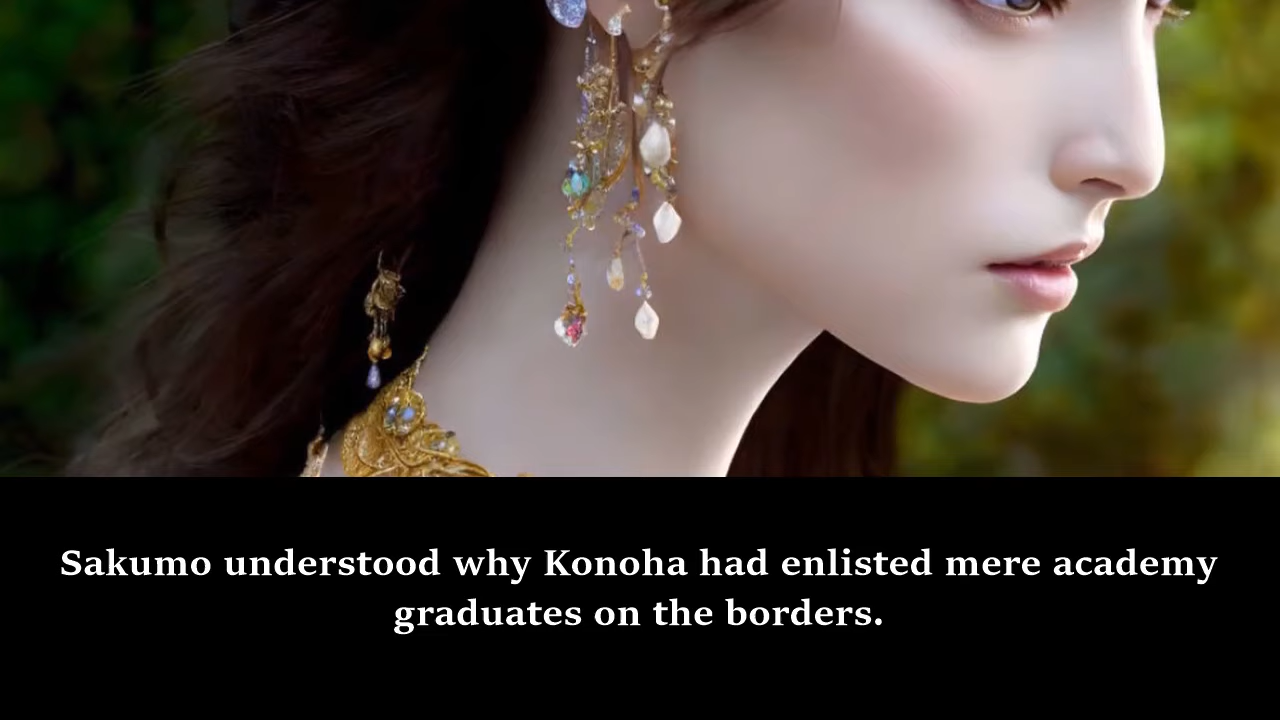 Sakumo understood why Konoha had enlisted mere academy
graduates on the borders.